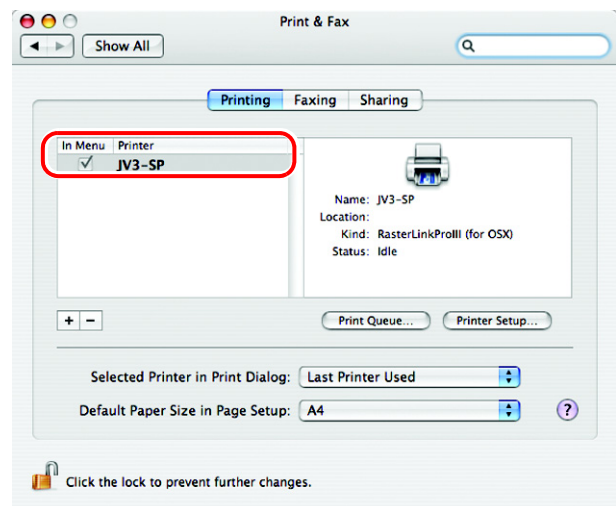 Print & Fax
Show All
Printing Faxing Sharing
In Menu Printer
JV3-SP
Name: JV3-SP
Location:
Kind: RasterLinkProIII (for OSX)
Status: Idle
+ −
Print Queue... Printer Setup...
Selected Printer in Print Dialog: Last Printer Used
Default Paper Size in Page Setup: A4
?
Click the lock to prevent further changes.